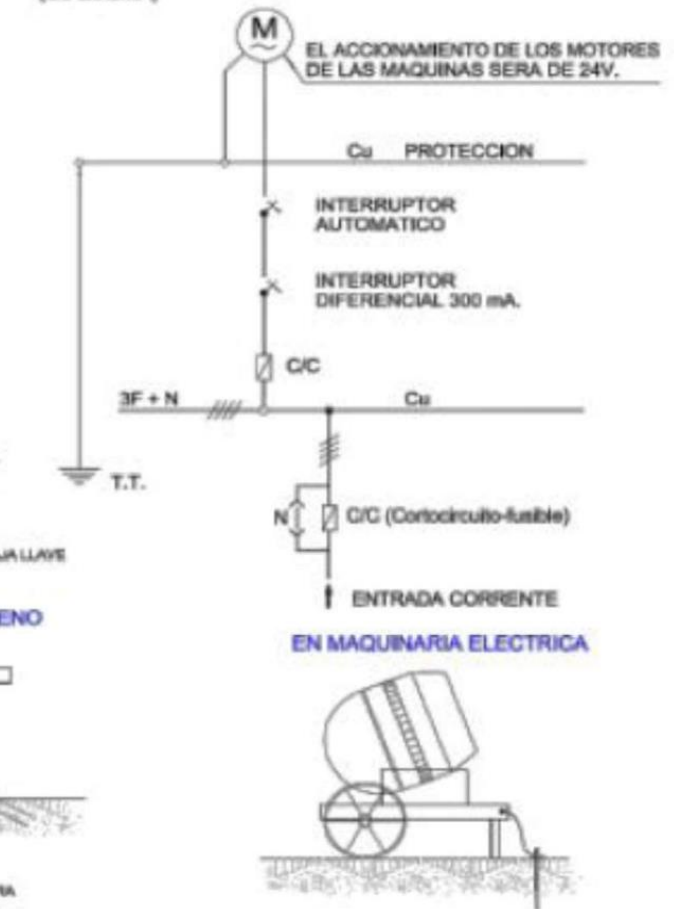 M
EL ACCIONAMIENTO DE LOS MOTORES
DE LAS MAQUINAS SERA DE 24V.
Cu PROTECCION
INTERRUPTOR
AUTOMATICO
INTERRUPTOR
DIFERENCIAL 300 mA.
C/C
3F + N
Cu
T.T.
N
C/C (Cortocircuito-fusible)
LLAVE
ENTRADA CORRENTE
EN MAQUINARIA ELECTRICA